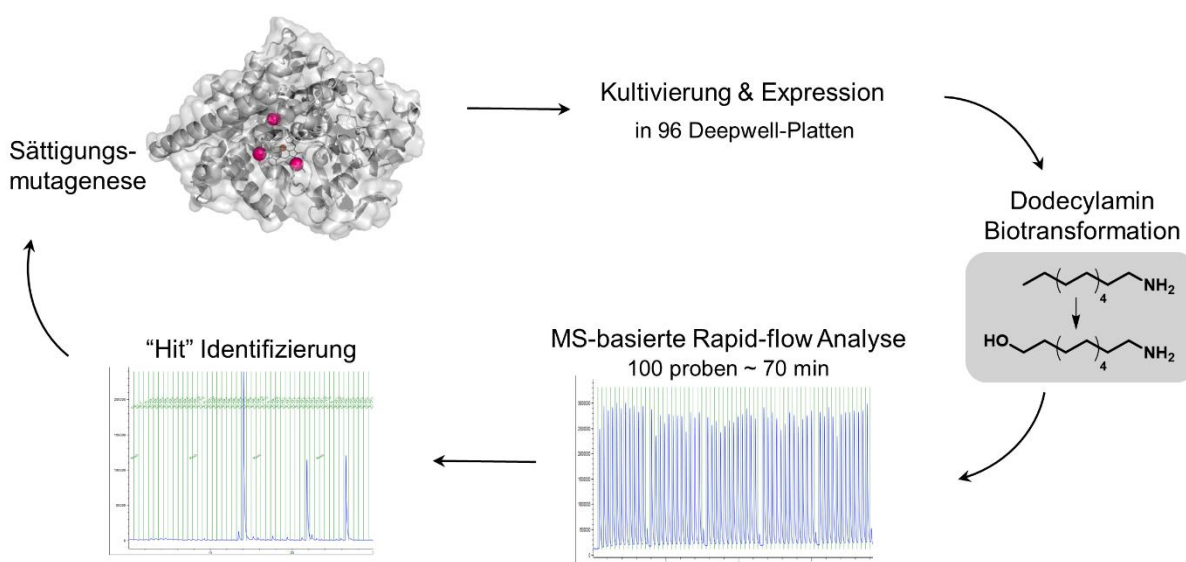 Sättigungs-
mutagenese
Kultivierung & Expression
in 96 Deepwell-Platten
Dodecylamin
Biotransformation
4
NH2
HO
4
NH2
MS-basierte Rapid-flow Analyse
100 proben ~ 70 min
“Hit” Identifizierung